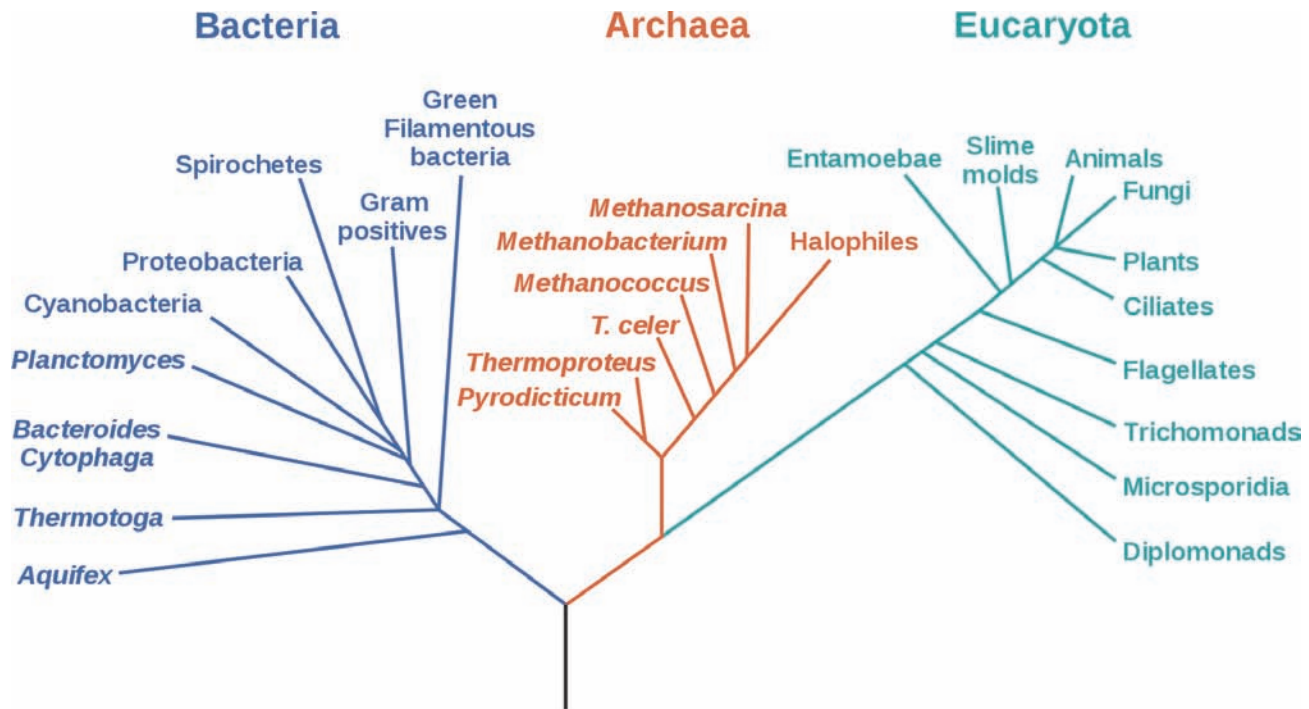 Bacteria
Archaea
Eucaryota
Green
Filamentous
bacteria
Spirochetes
Gram
positives
Proteobacteria
Cyanobacteria
Planctomyces
Bacteroides
Cytophaga
Thermotoga
Aquifex
Methanosarcina
Methanobacterium
Halophiles
Methanococcus
T. celer
Thermoproteus
Pyrodicticum
Entamoebae
Slime
molds
Animals
Fungi
Plants
Ciliates
Flagellates
Trichomonads
Microsporidia
Diplomonads